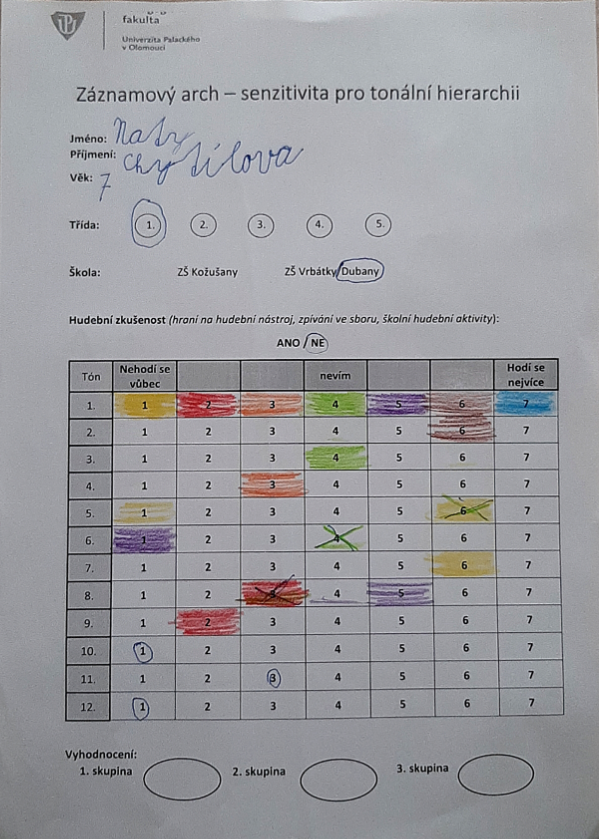 fakulta
Univerzita Palackého
v Olomouci
Záznamový arch – senzitivita pro tonální hierarchii
Jméno: Naty
Příjmení: Chytilova
Věk: 7
Třída: 1. 2. 3. 4. 5.
Škola: ZŠ Kožušany ZŠ Vrbátky Dubany
Hudební zkušenost (hraní na hudební nástroj, zpívání ve sboru, školní hudební aktivity):
ANO / NE
Tón Nehodí se vůbec nevím Hodí se nejvíce
1. 1 2 3 4 5 6 7
2. 1 2 3 4 5 6 7
3. 1 2 3 4 5 6 7
4. 1 2 3 4 5 6 7
5. 1 2 3 4 5 6 7
6. 1 2 3 4 5 6 7
7. 1 2 3 4 5 6 7
8. 1 2 3 4 5 6 7
9. 1 2 3 4 5 6 7
10. 1 2 3 4 5 6 7
11. 1 2 3 4 5 6 7
12. 1 2 3 4 5 6 7
Vyhodnocení:
1. skupina 2. skupina 3. skupina